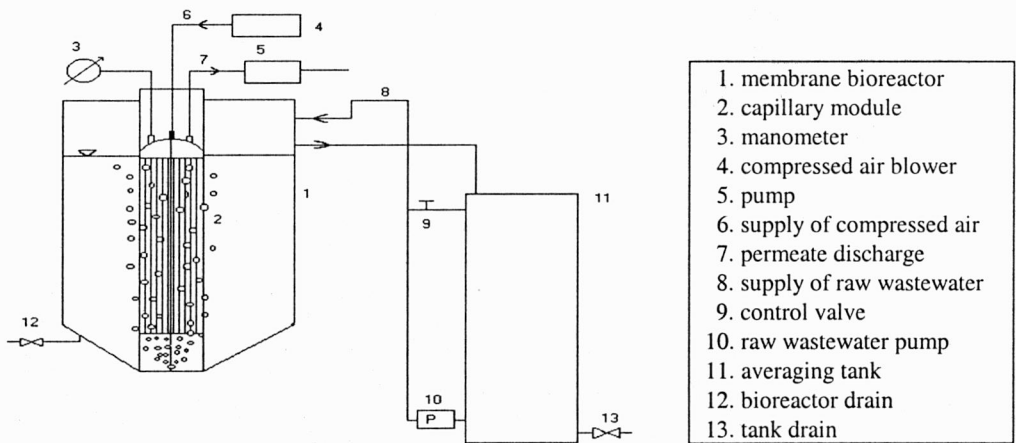 6
4
3
7
5
8
1
2
11
9
12
10
P
13
1. membrane bioreactor
2. capillary module
3. manometer
4. compressed air blower
5. pump
6. supply of compressed air
7. permeate discharge
8. supply of raw wastewater
9. control valve
10. raw wastewater pump
11. averaging tank
12. bioreactor drain
13. tank drain